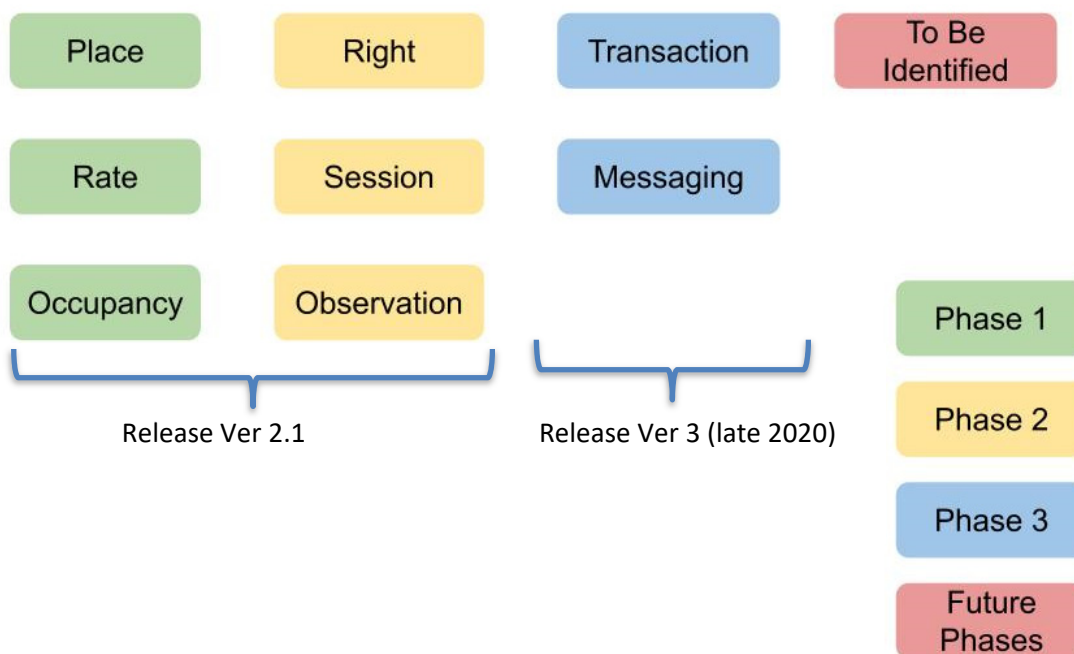 Place
Right
Transaction
To Be
Identified
Rate
Session
Messaging
Occupancy
Observation
Phase 1
Release Ver 2.1
Release Ver 3 (late 2020)
Phase 2
Phase 3
Future
Phases